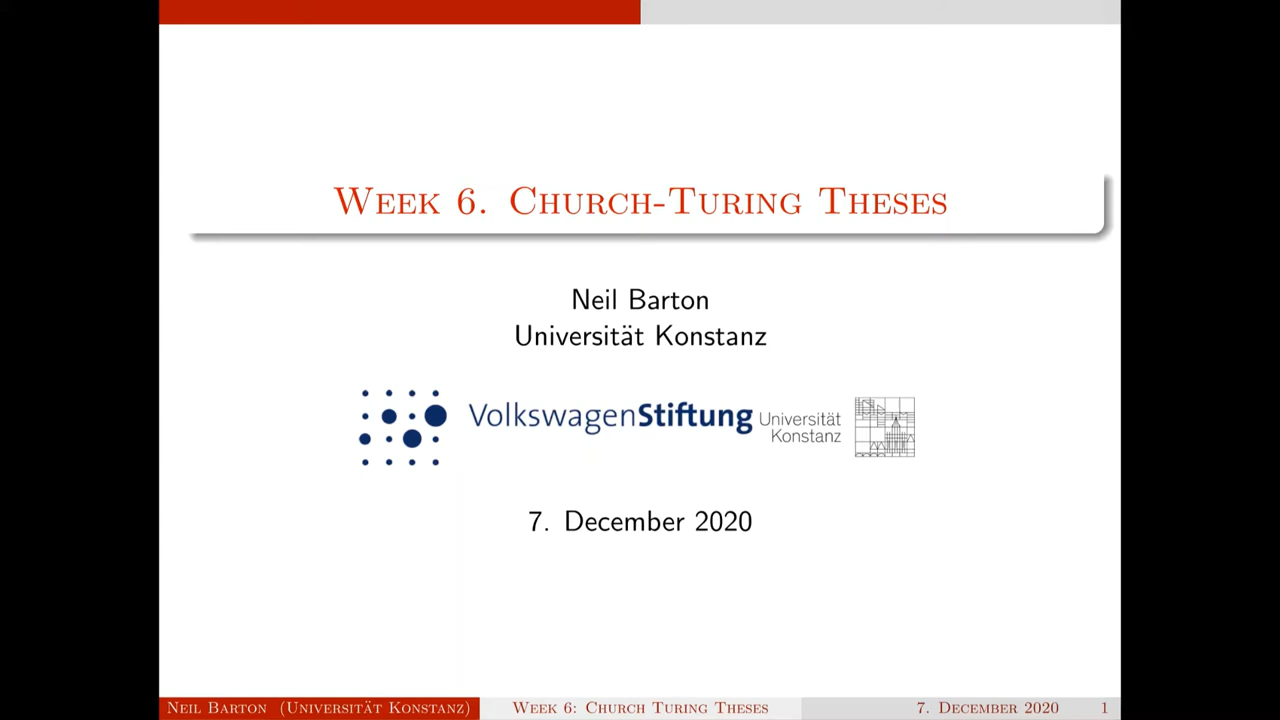 Week 6. Church-Turing Theses
Neil Barton
Universität Konstanz
VolkswagenStiftung
Universität
Konstanz
7. December 2020
Neil Barton (Universität Konstanz) Week 6: Church Turing Theses 7. December 2020 1